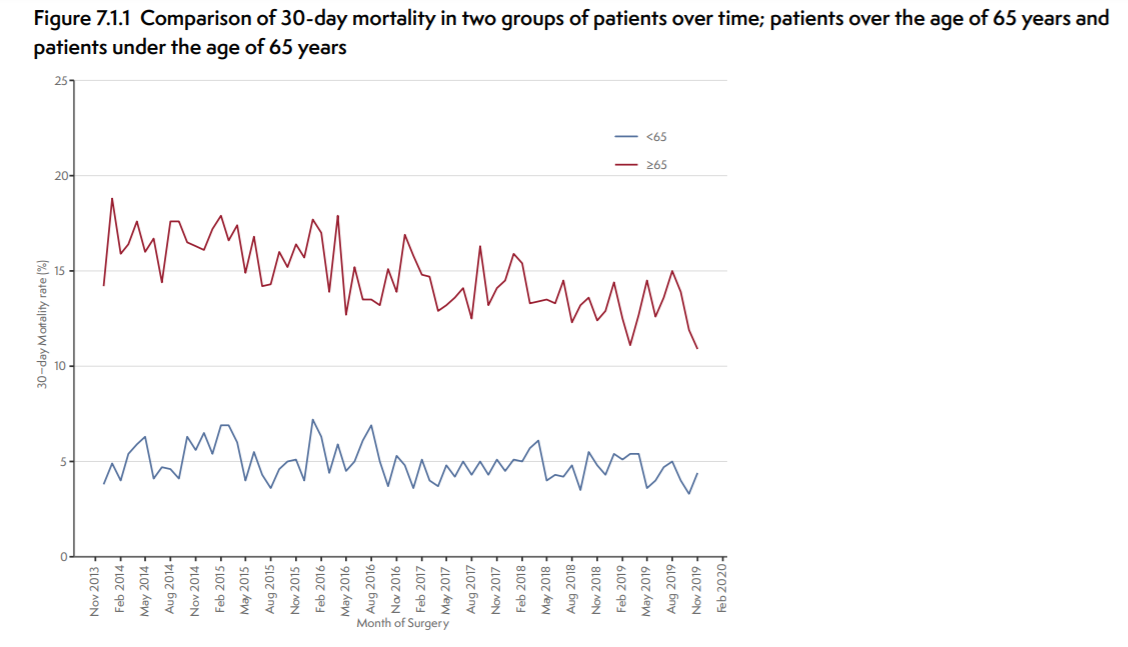 Figure 7.1.1 Comparison of 30-day mortality in two groups of patients over time; patients over the age of 65 years and
patients under the age of 65 years
25
<65
≥65
20
15
10
5
0
30-day Mortality rate (%)
Nov 2013
Feb 2014
May 2014
Aug 2014
Nov 2014
Feb 2015
May 2015
Aug 2015
Nov 2015
Feb 2016
May 2016
Aug 2016
Nov 2016
Feb 2017
May 2017
Aug 2017
Nov 2017
Feb 2018
May 2018
Aug 2018
Nov 2018
Feb 2019
May 2019
Aug 2019
Nov 2019
Feb 2020
Month of Surgery